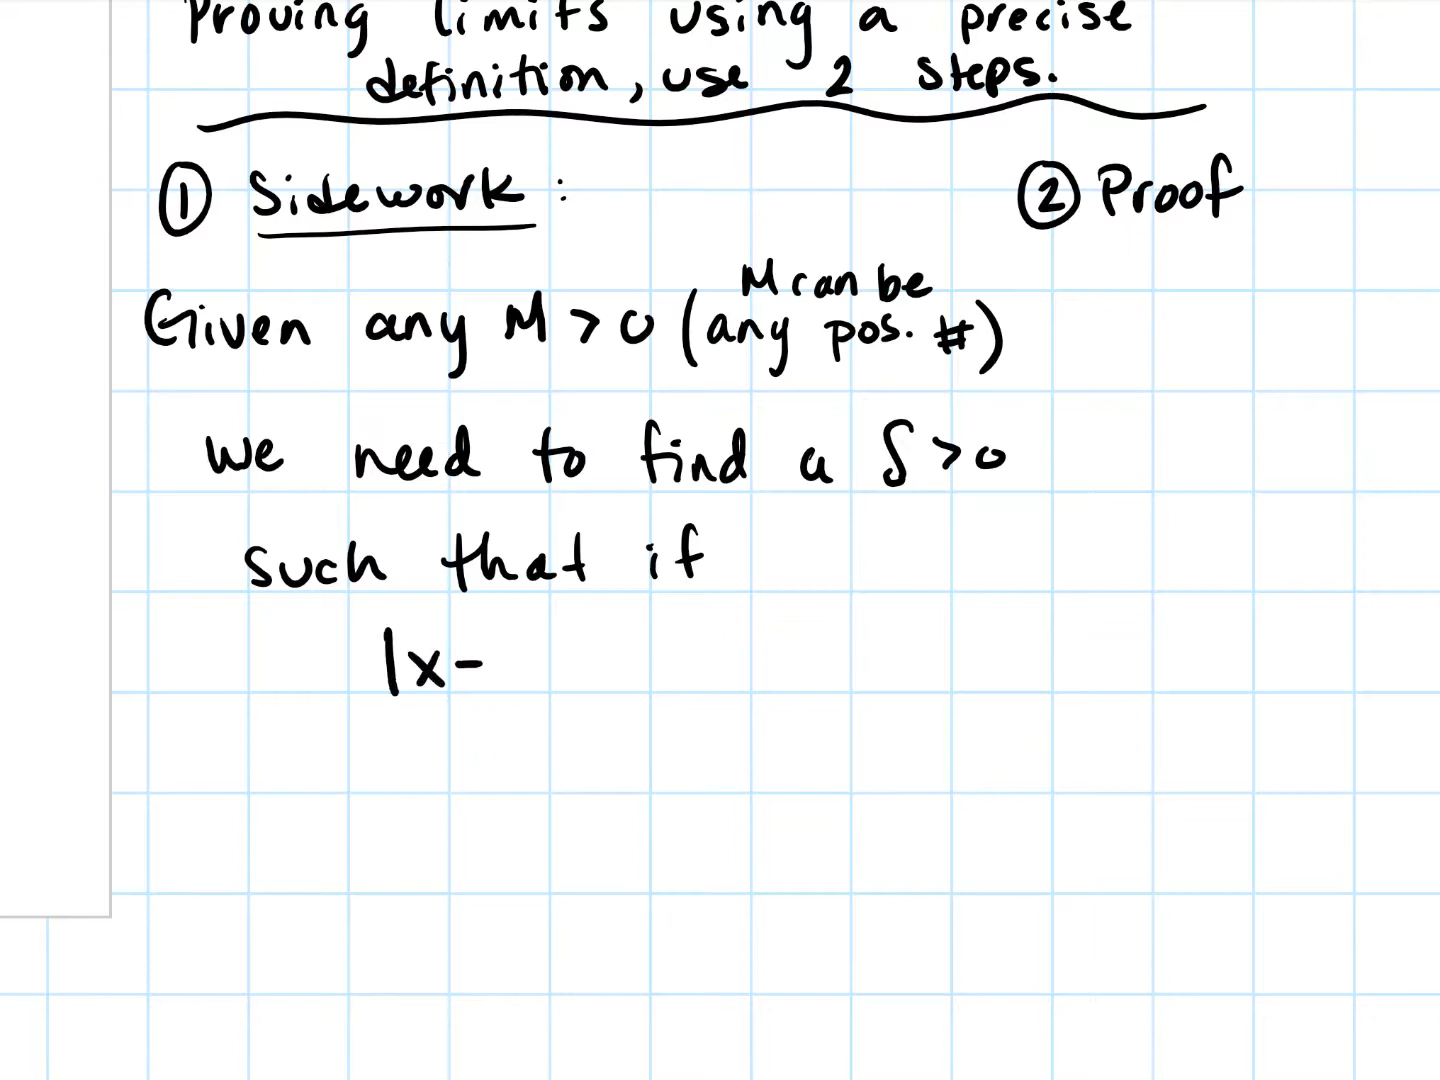 Proving limits using a precise
definition, use 2 steps.
① Sidework:
② Proof
M can be
Given any M > 0 (any pos. #)
we need to find a δ > 0
such that if
|x-